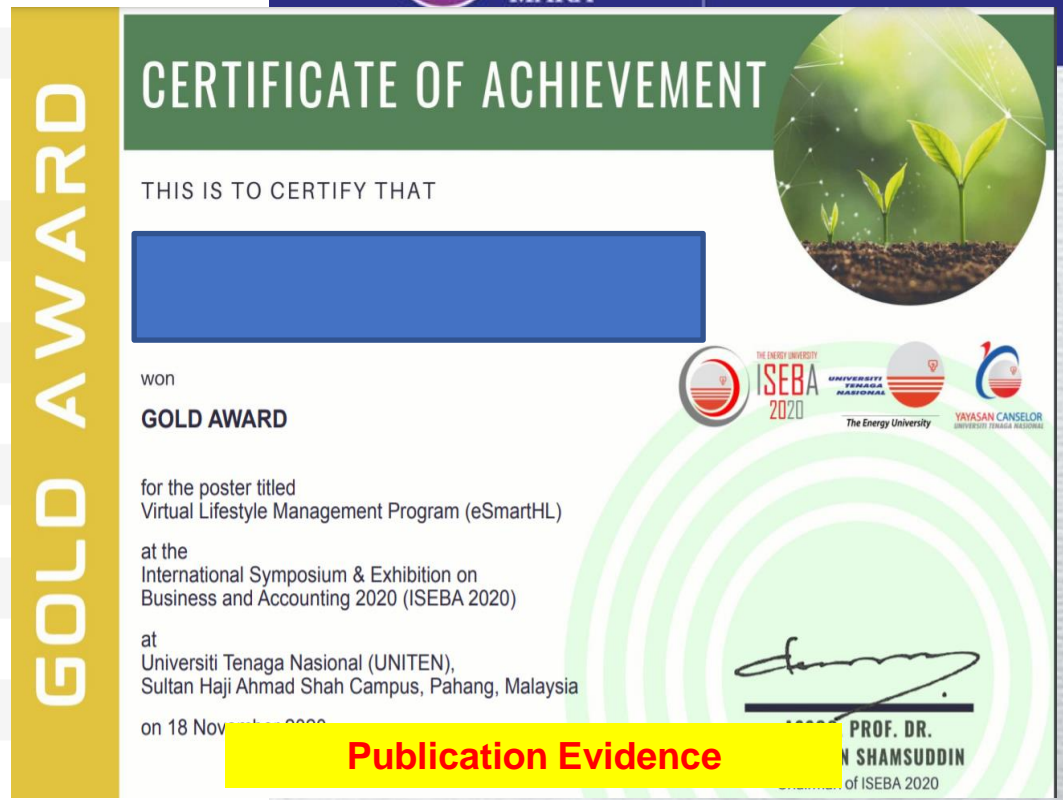 MARA
GOLD AWARD
CERTIFICATE OF ACHIEVEMENT
THIS IS TO CERTIFY THAT
won
GOLD AWARD
for the poster titled
Virtual Lifestyle Management Program (eSmartHL)
at the
International Symposium & Exhibition on
Business and Accounting 2020 (ISEBA 2020)
at
Universiti Tenaga Nasional (UNITEN),
Sultan Haji Ahmad Shah Campus, Pahang, Malaysia
on 18 November 2020
THE ENERGY UNIVERSITY
ISEBA
2020
UNIVERSITI
TENAGA
NASIONAL
The Energy University
YAYASAN CANSELOR
UNIVERSITI TENAGA NASIONAL
PROF. DR.
SHAMSUDDIN
of ISEBA 2020
Publication Evidence